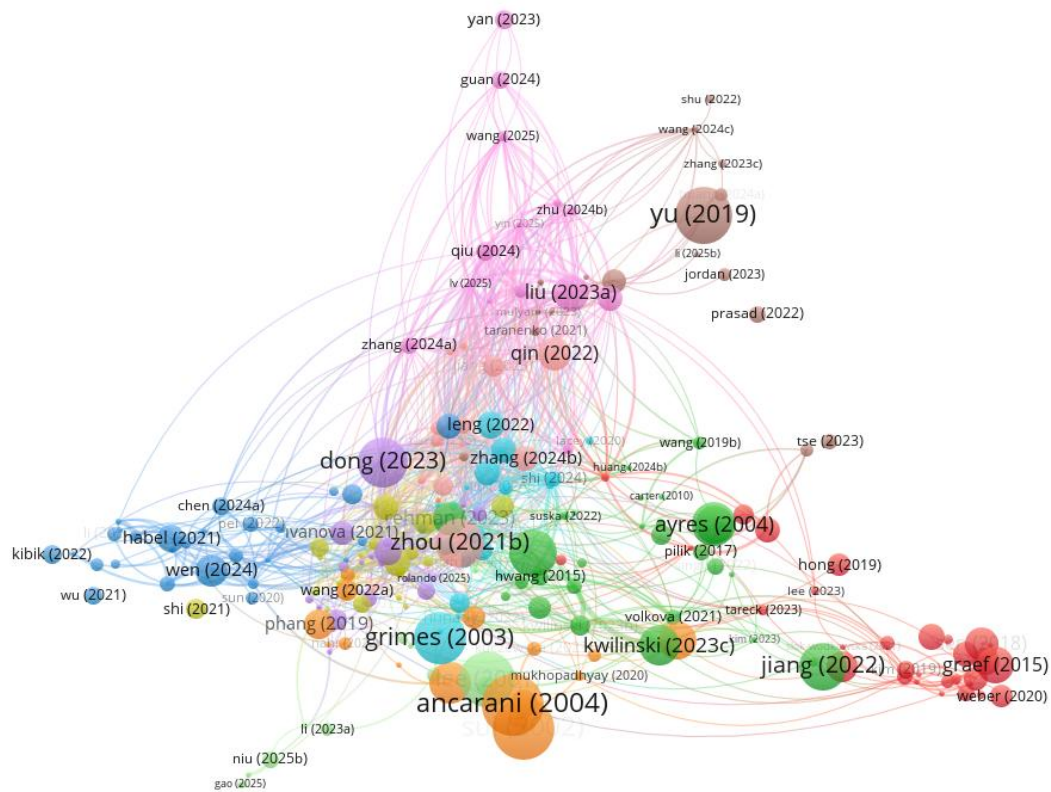 yan (2023)
guan (2024)
shu (2022)
wang (2024c)
wang (2025)
zhang (2023c)
zhu (2024b)
yu (2019)
yin (2025)
qiu (2024)
li (2025b)
jordan (2023)
lv (2025)
liu (2023a)
prasad (2022)
taranenko (2021)
zhang (2024a)
qin (2022)
leng (2022)
lacey (2020)
wang (2019b)
tse (2023)
dong (2023)
zhang (2024b)
huang (2024b)
shi (2024)
carter (2010)
chen (2024a)
pei (2022)
rehman (2023)
suska (2022)
ayres (2004)
habel (2021)
ivanova (2021)
zhou (2021b)
kibik (2022)
pilik (2017)
wen (2024)
hong (2019)
rolando (2025)
hwang (2015)
wang (2022a)
lee (2023)
wu (2021)
sun (2020)
shi (2021)
tareck (2023)
volkova (2021)
phang (2019)
grimes (2003)
kim (2023)
kwilinski (2023c)
jiang (2022)
graef (2015)
mukhopadhyay (2020)
weber (2020)
ancarani (2004)
li (2023a)
niu (2025b)
gao (2025)